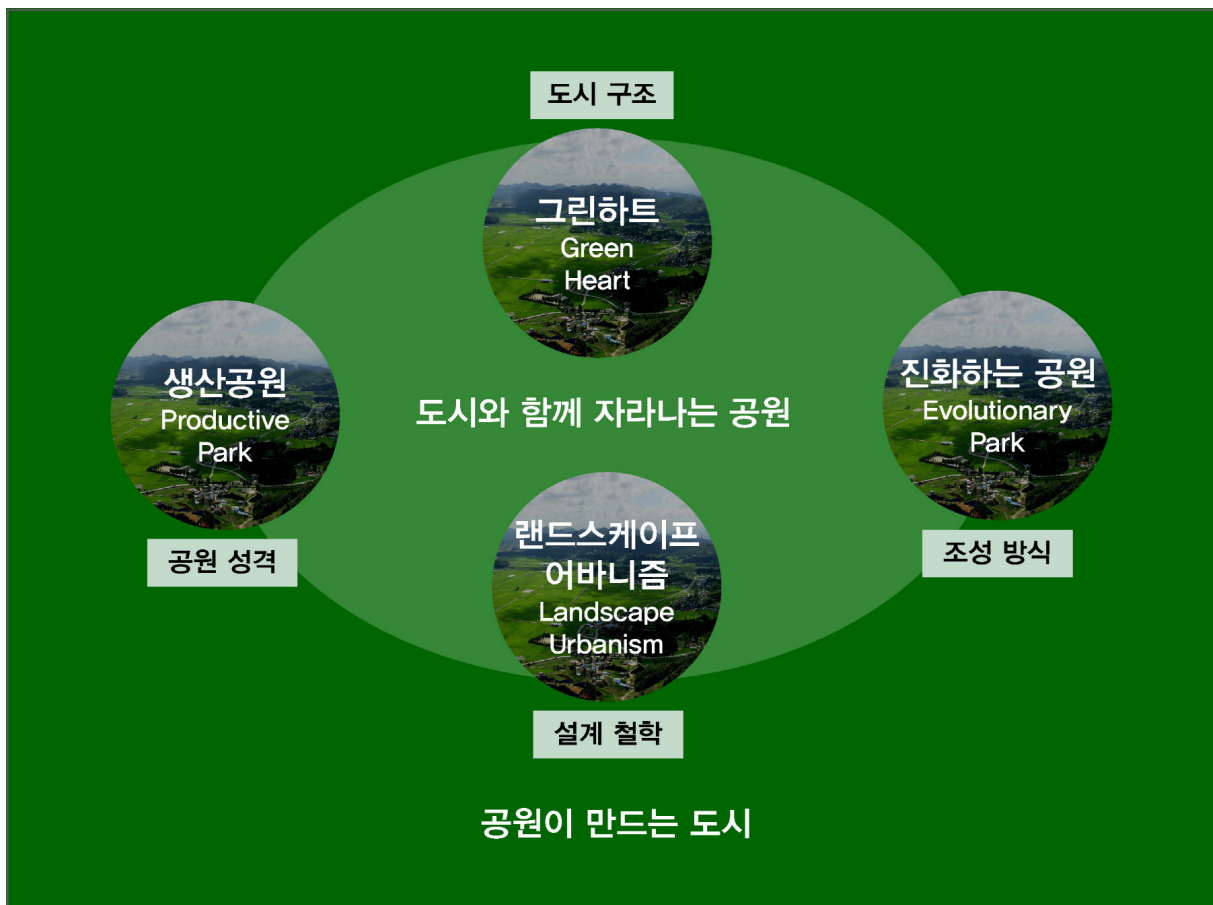 도시 구조
그린하트
Green
Heart
생산공원
Productive
Park
공원 성격
도시와 함께 자라나는 공원
진화하는 공원
Evolutionary
Park
조성 방식
랜드스케이프
어바니즘
Landscape
Urbanism
설계 철학
공원이 만드는 도시